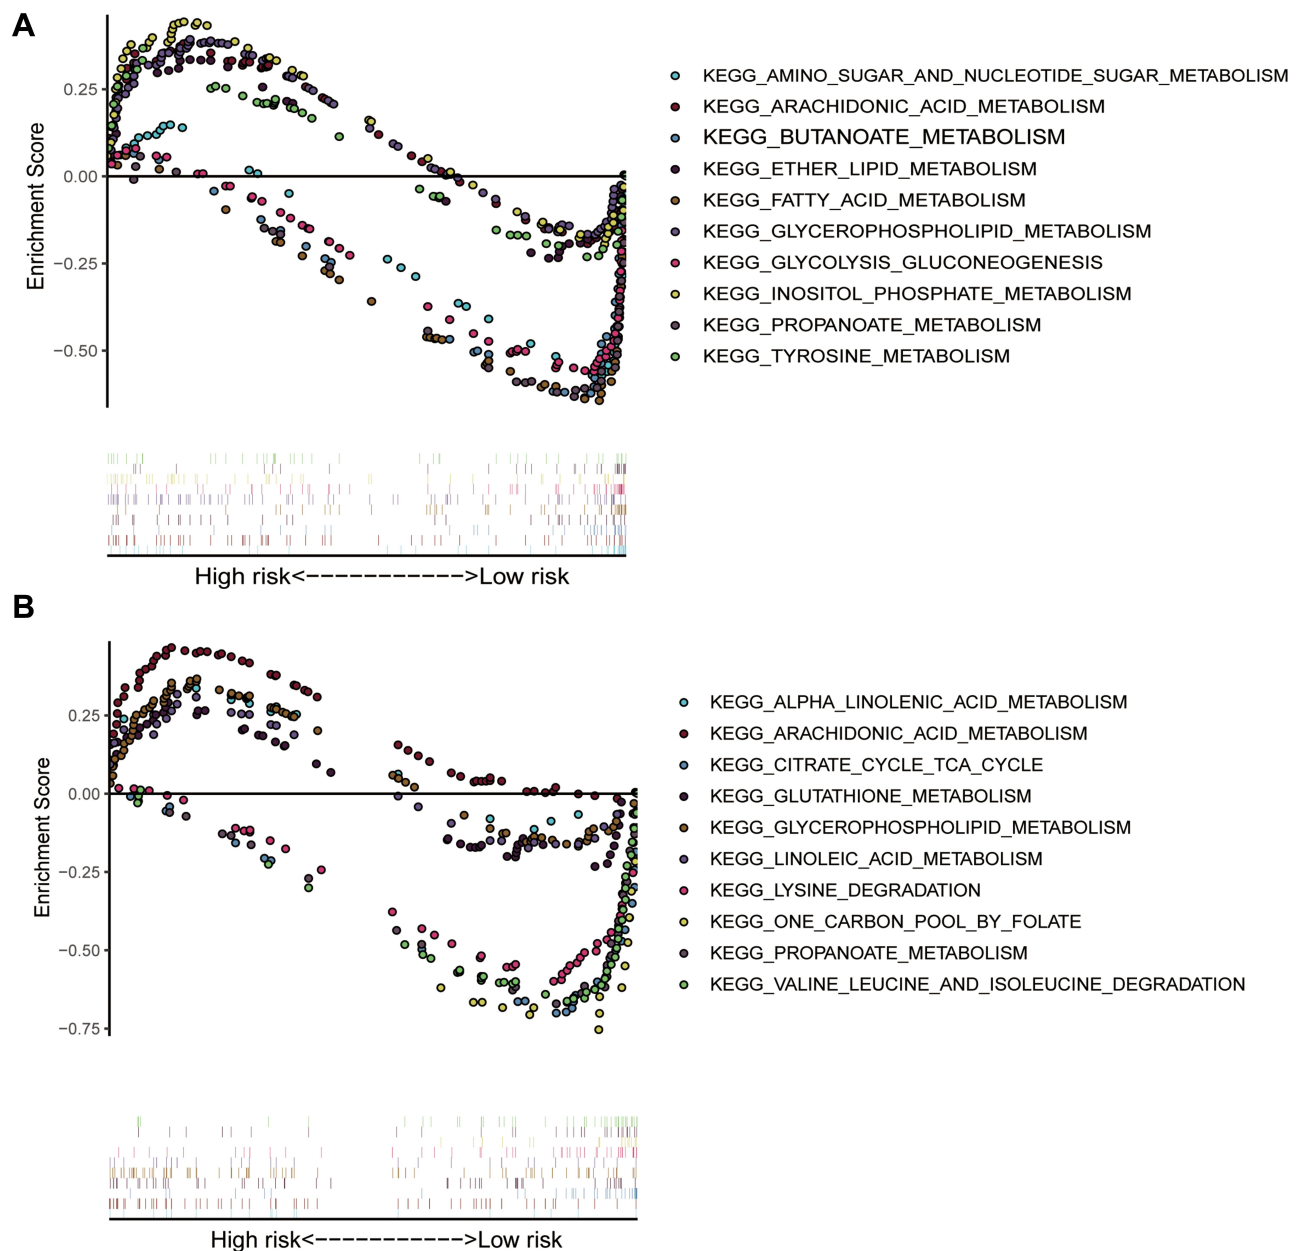 A
0.25
0.00
−0.25
−0.50
Enrichment Score
KEGG_AMINO_SUGAR_AND_NUCLEOTIDE_SUGAR_METABOLISM
KEGG_ARACHIDONIC_ACID_METABOLISM
KEGG_BUTANOATE_METABOLISM
KEGG_ETHER_LIPID_METABOLISM
KEGG_FATTY_ACID_METABOLISM
KEGG_GLYCEROPHOSPHOLIPID_METABOLISM
KEGG_GLYCOLYSIS_GLUCONEOGENESIS
KEGG_INOSITOL_PHOSPHATE_METABOLISM
KEGG_PROPANOATE_METABOLISM
KEGG_TYROSINE_METABOLISM
High risk<------------->Low risk
B
0.25
0.00
−0.25
−0.50
−0.75
Enrichment Score
KEGG_ALPHA_LINOLENIC_ACID_METABOLISM
KEGG_ARACHIDONIC_ACID_METABOLISM
KEGG_CITRATE_CYCLE_TCA_CYCLE
KEGG_GLUTATHIONE_METABOLISM
KEGG_GLYCEROPHOSPHOLIPID_METABOLISM
KEGG_LINOLEIC_ACID_METABOLISM
KEGG_LYSINE_DEGRADATION
KEGG_ONE_CARBON_POOL_BY_FOLATE
KEGG_PROPANOATE_METABOLISM
KEGG_VALINE_LEUCINE_AND_ISOLEUCINE_DEGRADATION
High risk<------------>Low risk